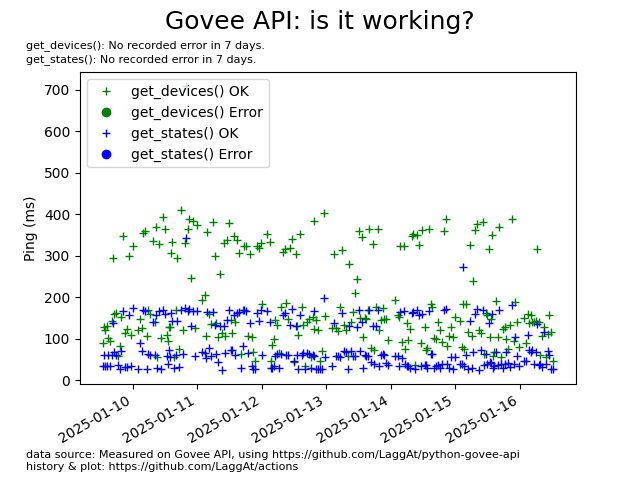 Govee API: is it working?
get_devices(): No recorded error in 7 days.
get_states(): No recorded error in 7 days.
get_devices() OK
get_devices() Error
get_states() OK
get_states() Error
Ping (ms)
700
600
500
400
300
200
100
0
2025-01-10
2025-01-11
2025-01-12
2025-01-13
2025-01-14
2025-01-15
2025-01-16
data source: Measured on Govee API, using https://github.com/LaggAt/python-govee-api
history & plot: https://github.com/LaggAt/actions